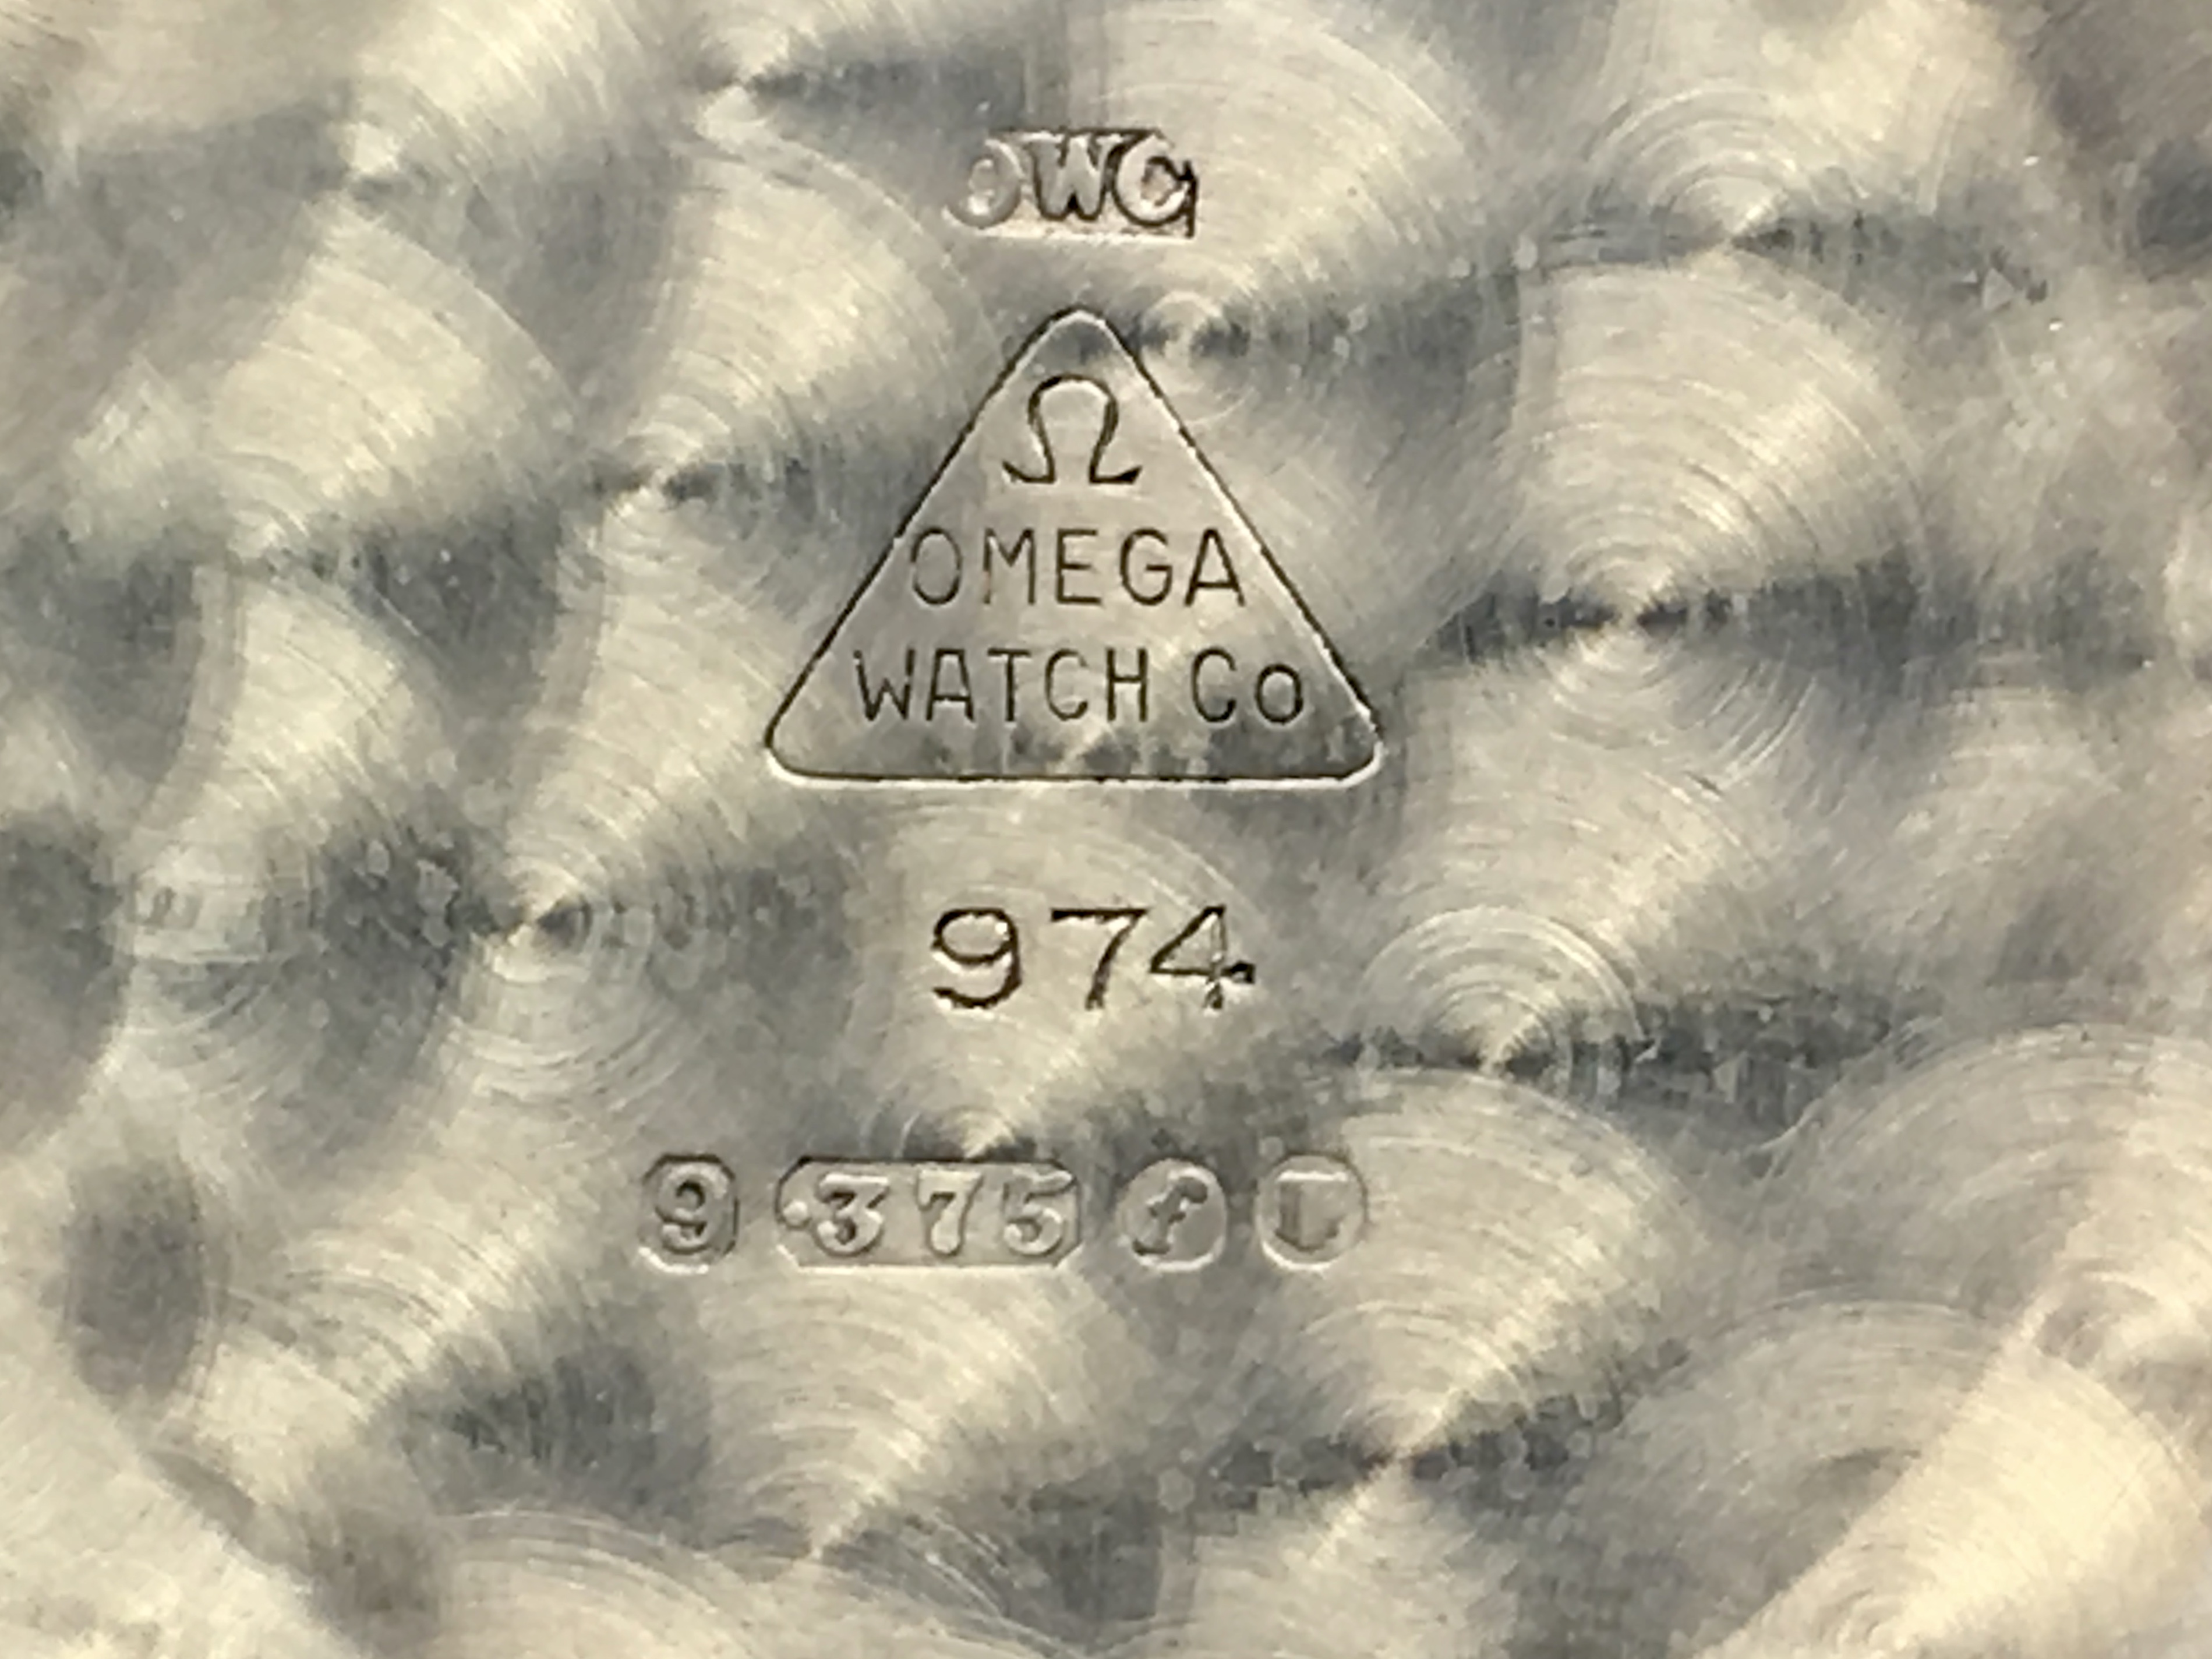 OWC
Ω
OMEGA
WATCH Co
974
9 ·375 f L